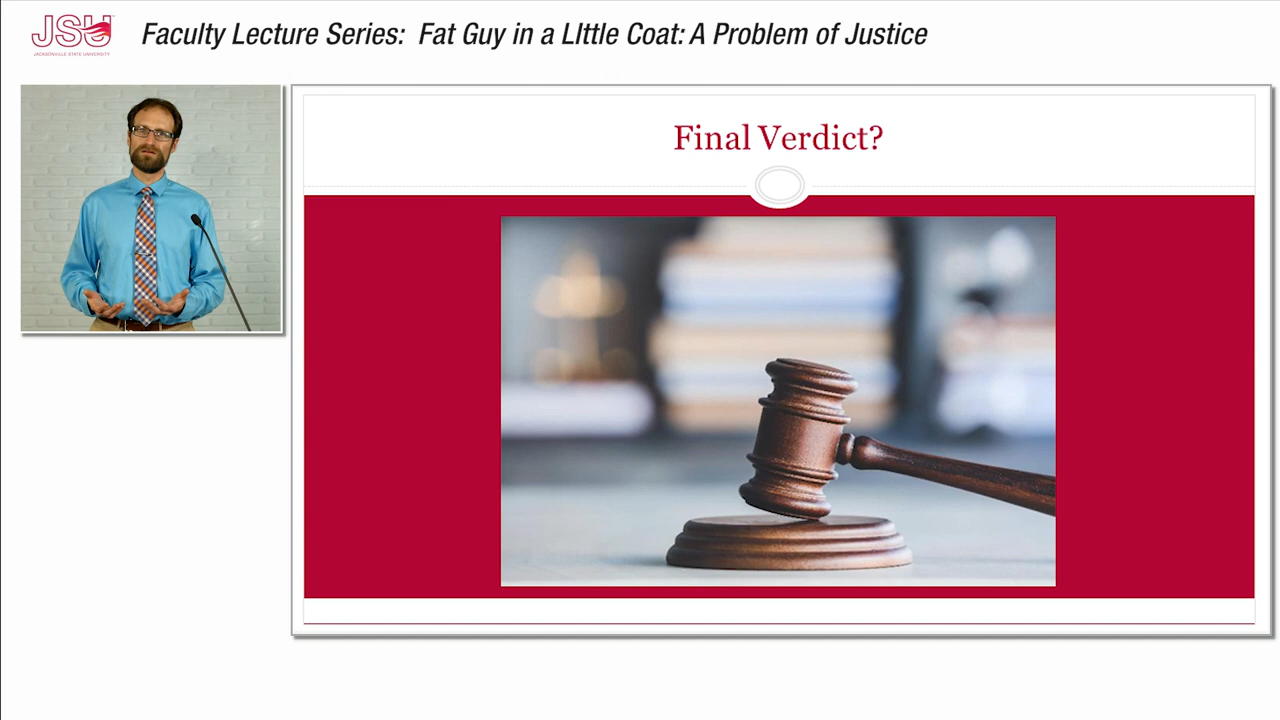 JSU
JACKSONVILLE STATE UNIVERSITY
Faculty Lecture Series: Fat Guy in a LIttle Coat: A Problem of Justice
Final Verdict?